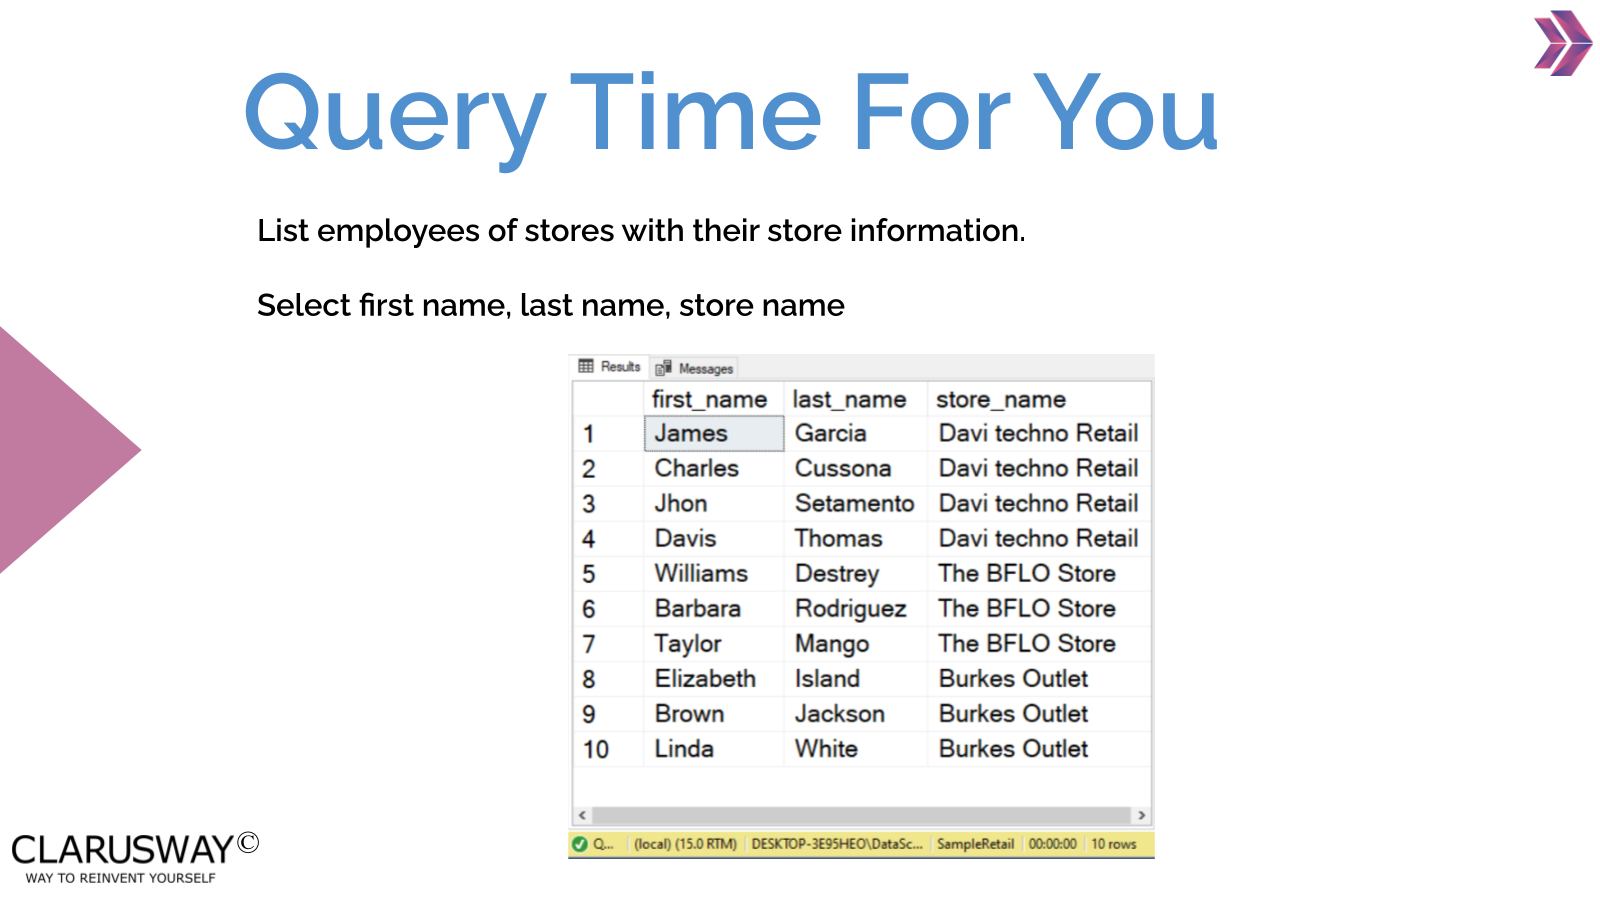 Query Time For You
List employees of stores with their store information.
Select first name, last name, store name
Results Messages
first_name last_name store_name
1 James Garcia Davi techno Retail
2 Charles Cussona Davi techno Retail
3 Jhon Setamento Davi techno Retail
4 Davis Thomas Davi techno Retail
5 Williams Destrey The BFLO Store
6 Barbara Rodriguez The BFLO Store
7 Taylor Mango The BFLO Store
8 Elizabeth Island Burkes Outlet
9 Brown Jackson Burkes Outlet
10 Linda White Burkes Outlet
Q... (local) (15.0 RTM) DESKTOP-3E95HEO\DataSc... SampleRetail 00:00:00 10 rows
CLARUSWAY©
WAY TO REINVENT YOURSELF